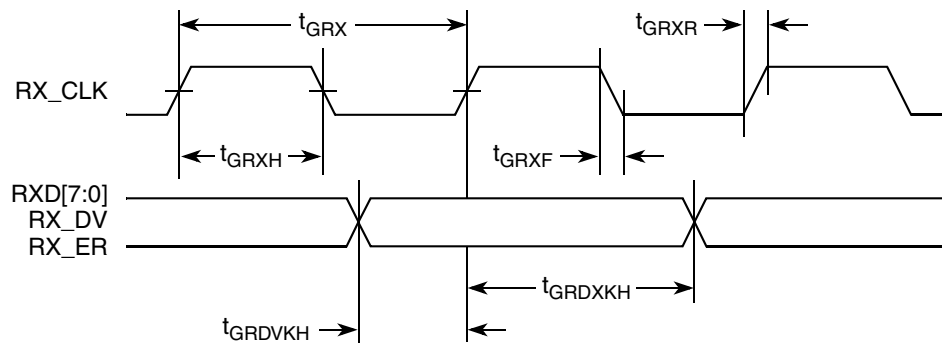 tGRX
tGRXR
RX_CLK
tGRXH
tGRXF
RXD[7:0]
RX_DV
RX_ER
tGRDXKH
tGRDVKH